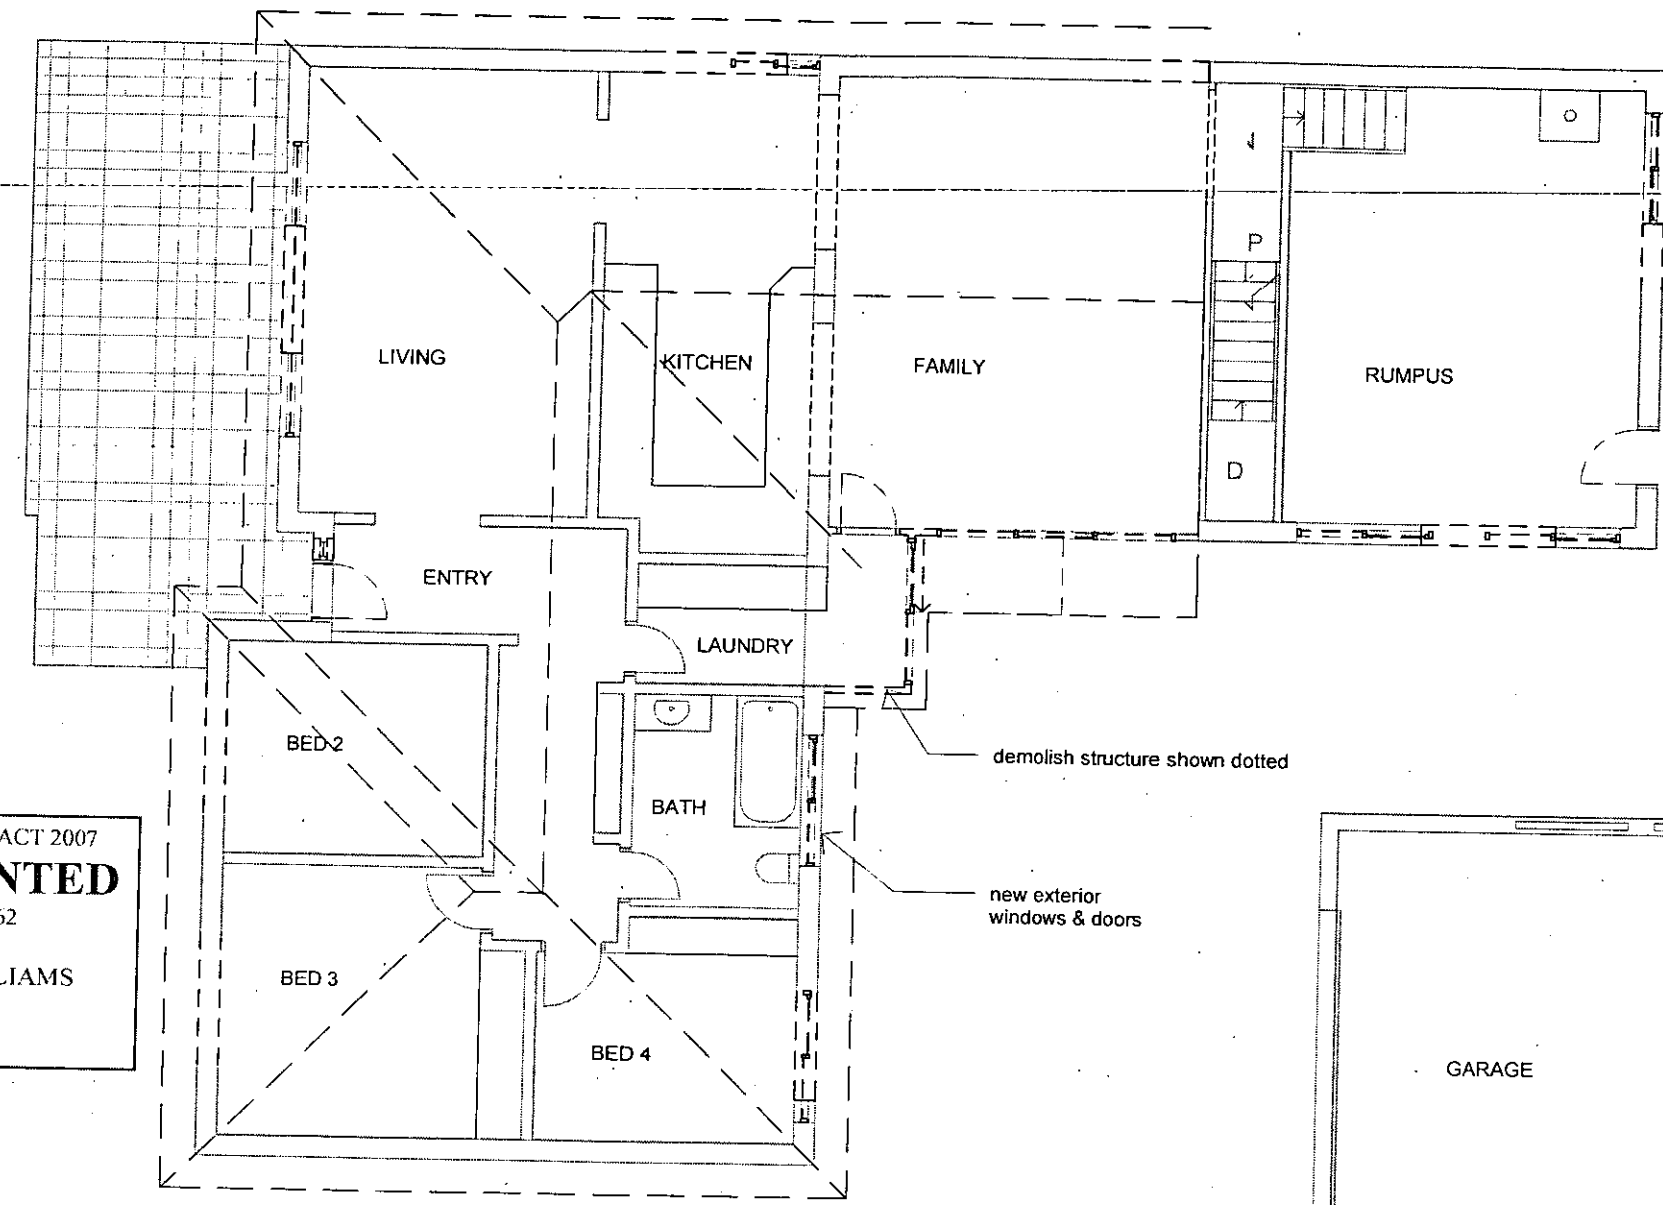 LIVING
KITCHEN
FAMILY
P
RUMPUS
D
ENTRY
LAUNDRY
BED 2
demolish structure shown dotted
BATH
new exterior
windows & doors
BED 3
BED 4
GARAGE
ACT 2007
NTED
62
LIAMS